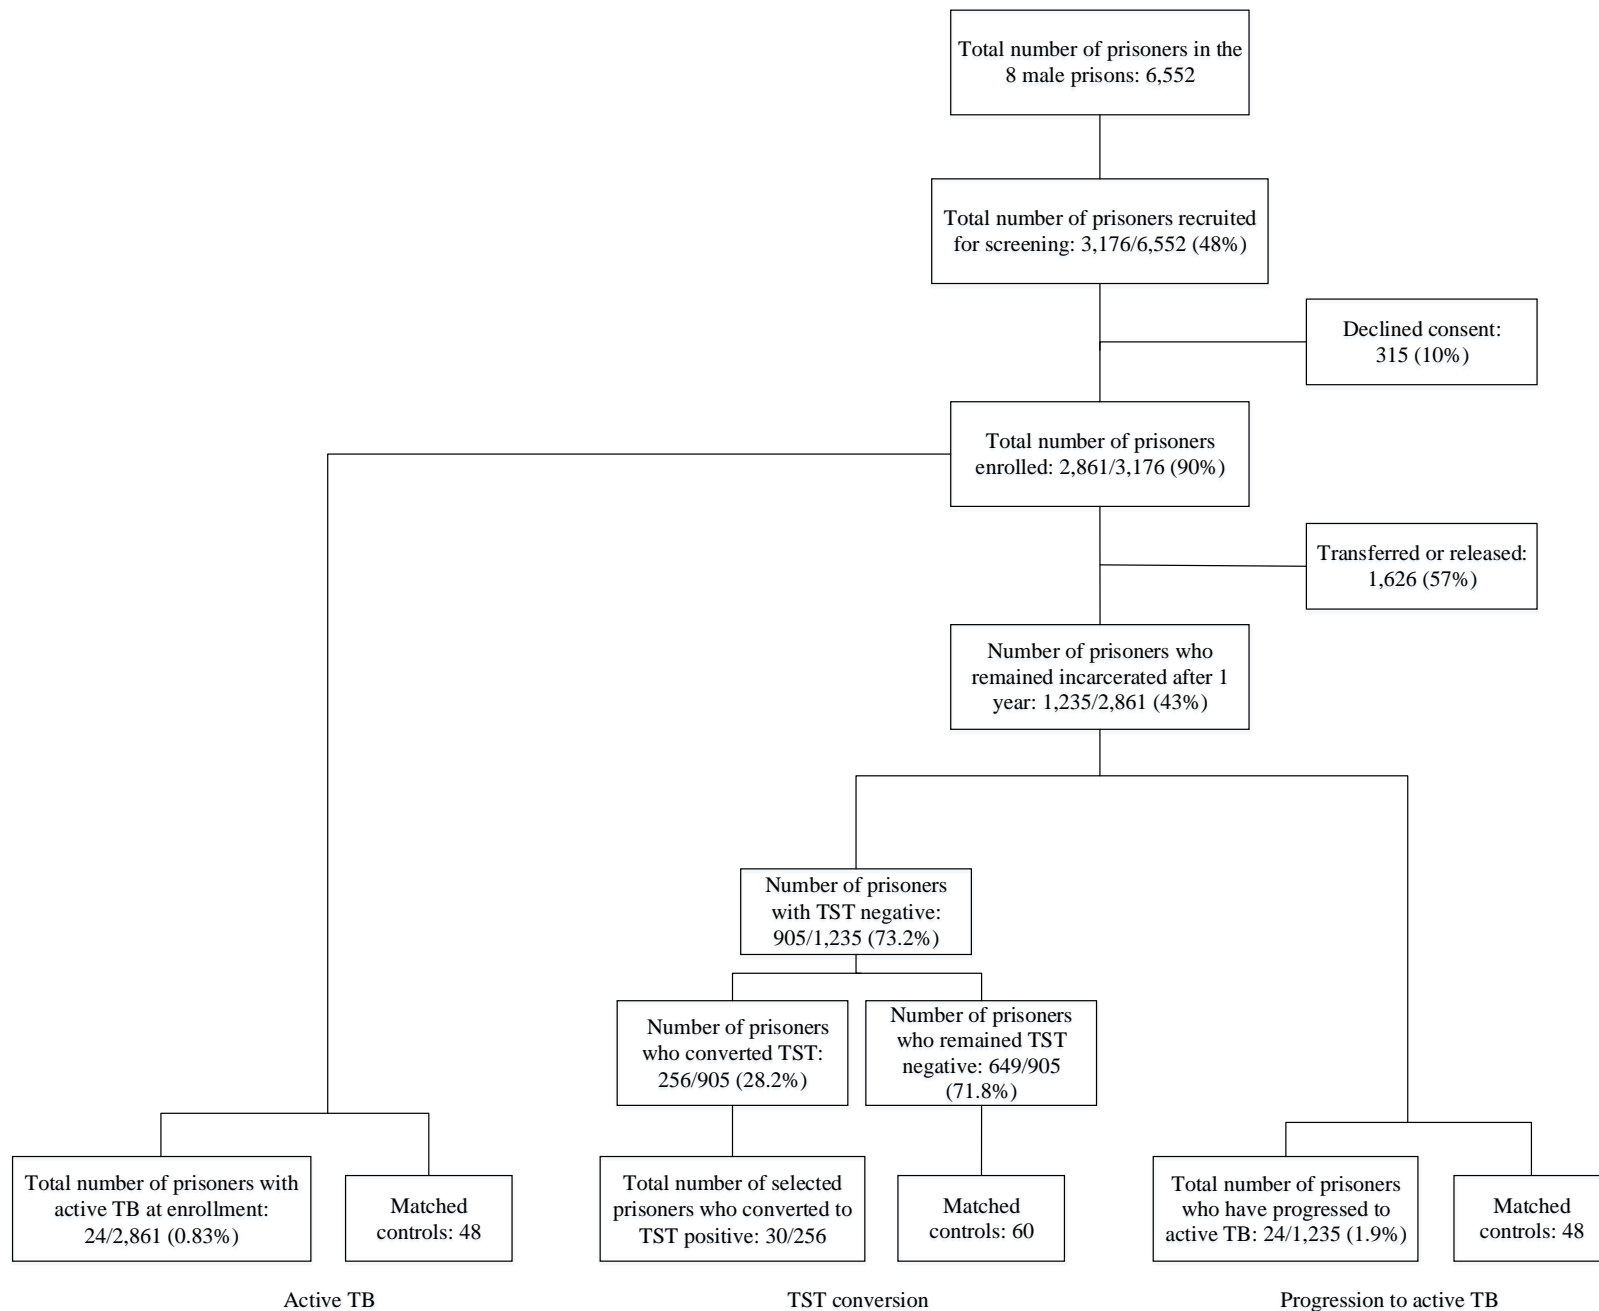 Total number of prisoners in the
8 male prisons: 6,552
Total number of prisoners recruited
for screening: 3,176/6,552 (48%)
Declined consent:
315 (10%)
Total number of prisoners
enrolled: 2,861/3,176 (90%)
Transferred or released:
1,626 (57%)
Number of prisoners who
remained incarcerated after 1
year: 1,235/2,861 (43%)
Number of prisoners
with TST negative:
905/1,235 (73.2%)
Number of prisoners
who converted TST:
256/905 (28.2%)
Number of prisoners
who remained TST
negative: 649/905
(71.8%)
Total number of prisoners with
active TB at enrollment:
24/2,861 (0.83%)
Matched
controls: 48
Total number of selected
prisoners who converted to
TST positive: 30/256
Matched
controls: 60
Total number of prisoners
who have progressed to
active TB: 24/1,235 (1.9%)
Matched
controls: 48
Active TB
TST conversion
Progression to active TB